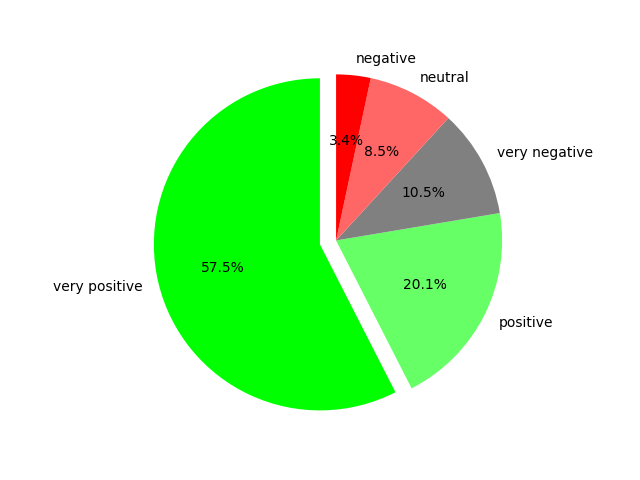 negative
neutral
very negative
positive
very positive
3.4%
8.5%
10.5%
20.1%
57.5%